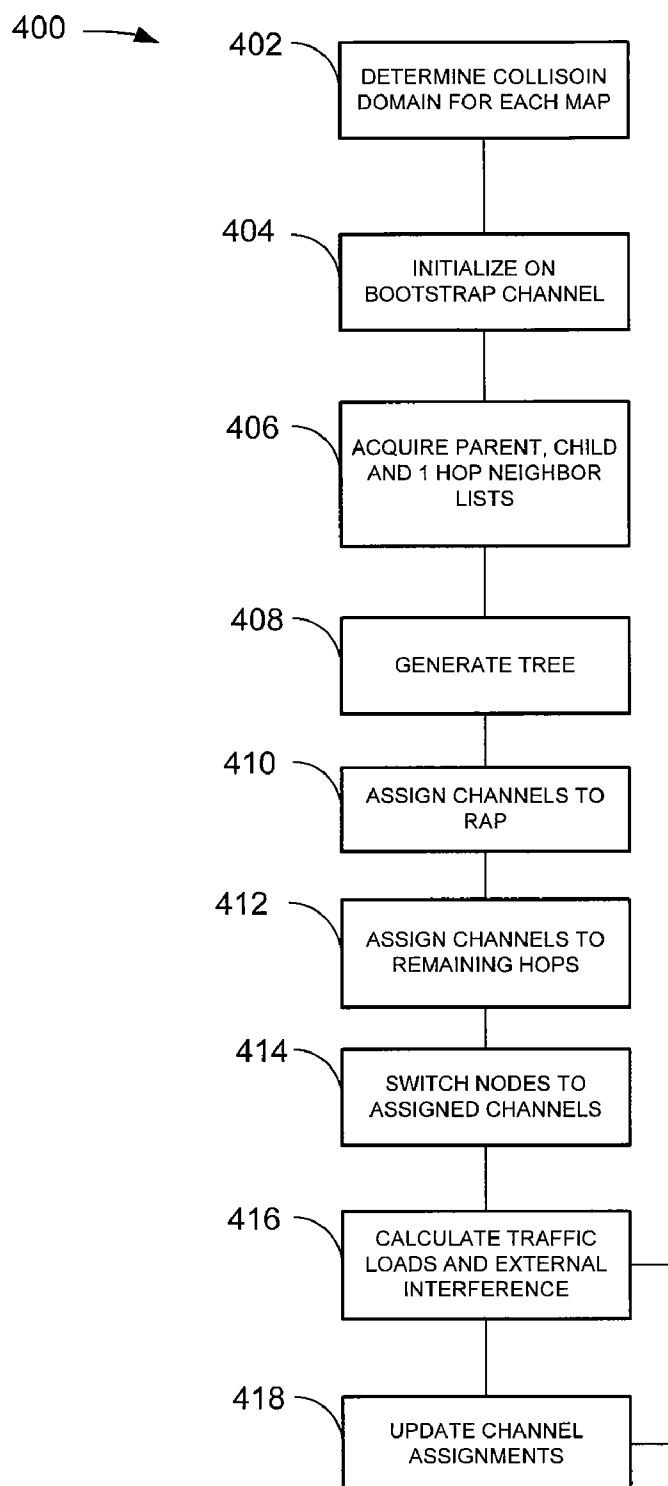 400
402
DETERMINE COLLISOIN
DOMAIN FOR EACH MAP
404
INITIALIZE ON
BOOTSTRAP CHANNEL
406
ACQUIRE PARENT, CHILD
AND 1 HOP NEIGHBOR
LISTS
408
GENERATE TREE
410
ASSIGN CHANNELS TO
RAP
412
ASSIGN CHANNELS TO
REMAINING HOPS
414
SWITCH NODES TO
ASSIGNED CHANNELS
416
CALCULATE TRAFFIC
LOADS AND EXTERNAL
INTERFERENCE
418
UPDATE CHANNEL
ASSIGNMENTS